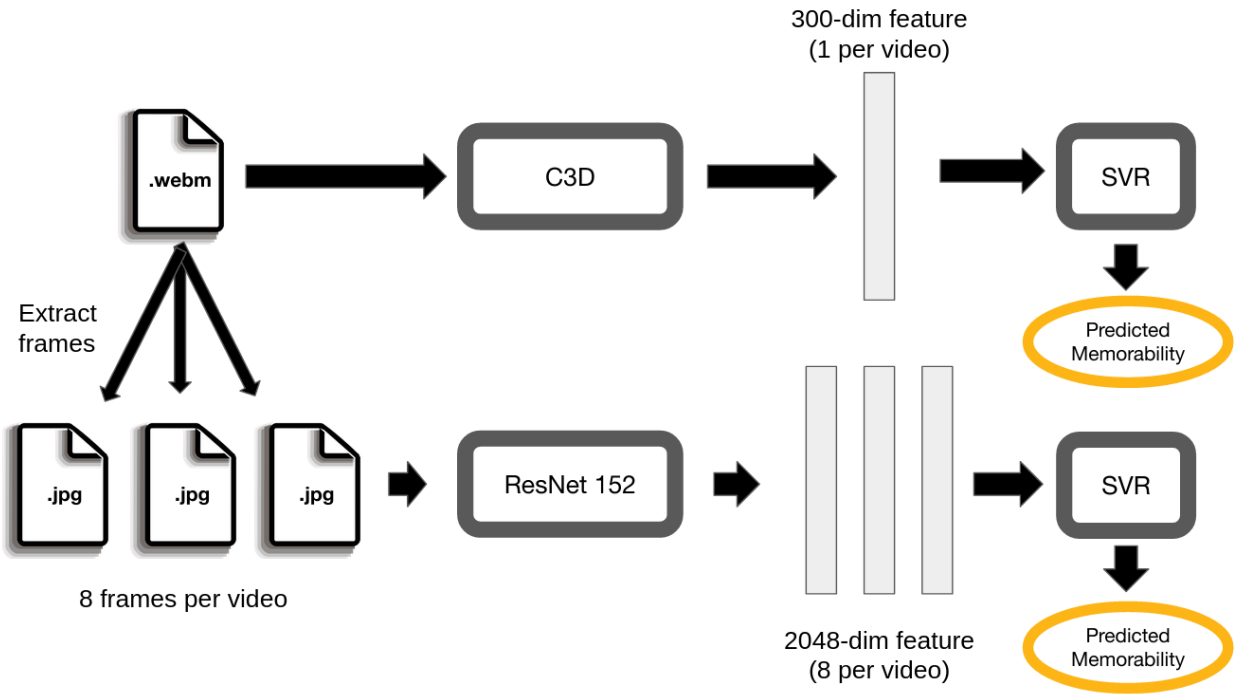 300-dim feature
(1 per video)
.webm
C3D
SVR
Extract
frames
Predicted
Memorability
.jpg
.jpg
.jpg
ResNet 152
SVR
8 frames per video
2048-dim feature
(8 per video)
Predicted
Memorability